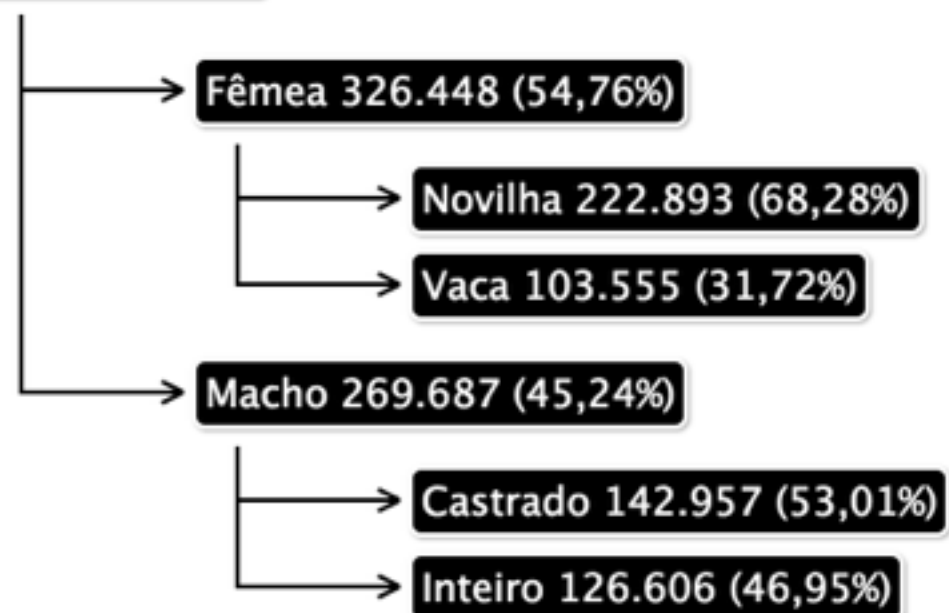 Fêmea 326.448 (54,76%)
Novilha 222.893 (68,28%)
Vaca 103.555 (31,72%)
Macho 269.687 (45,24%)
Castrado 142.957 (53,01%)
Inteiro 126.606 (46,95%)